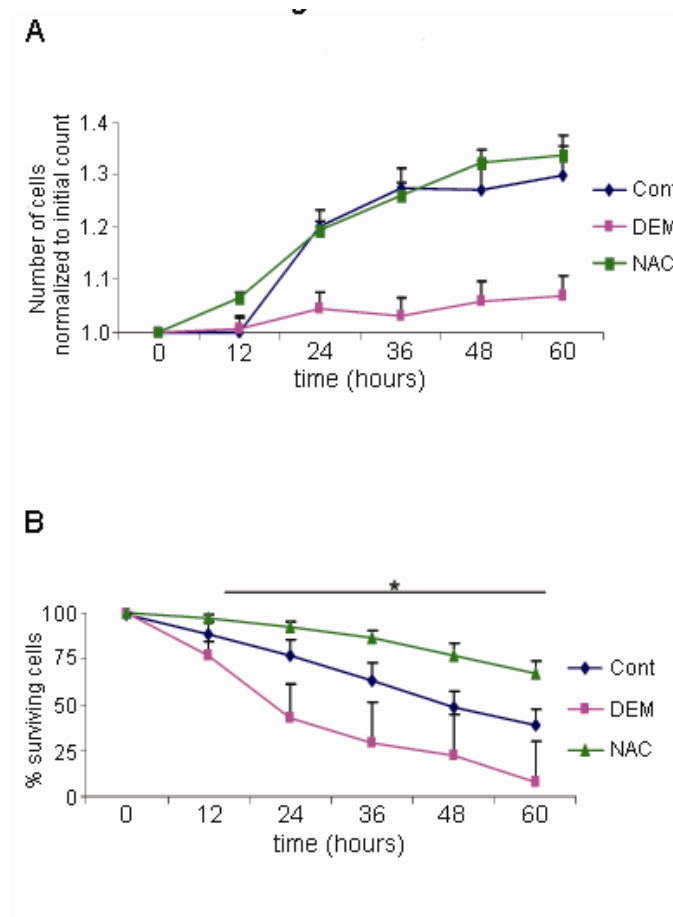 A
Number of cells
normalized to initial count
1.4
1.3
1.2
1.1
1.0
0 12 24 36 48 60
time (hours)
Cont
DEM
NAC
B
*
% surviving cells
100
75
50
25
0
0 12 24 36 48 60
time (hours)
Cont
DEM
NAC